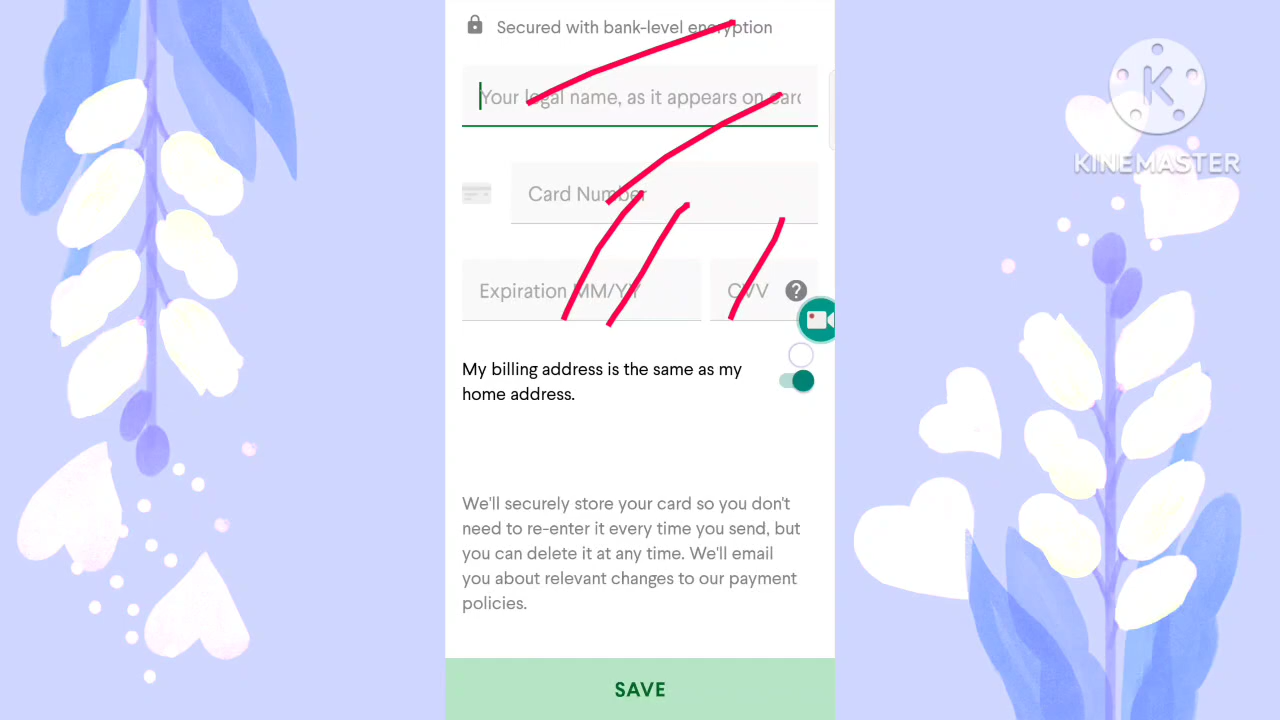 Secured with bank-level encryption
Your legal name, as it appears on card
Card Number
Expiration MM/YY
CVV ?
My billing address is the same as my
home address.
We'll securely store your card so you don't
need to re-enter it every time you send, but
you can delete it at any time. We'll email
you about relevant changes to our payment
policies.
SAVE
K
KINEMASTER